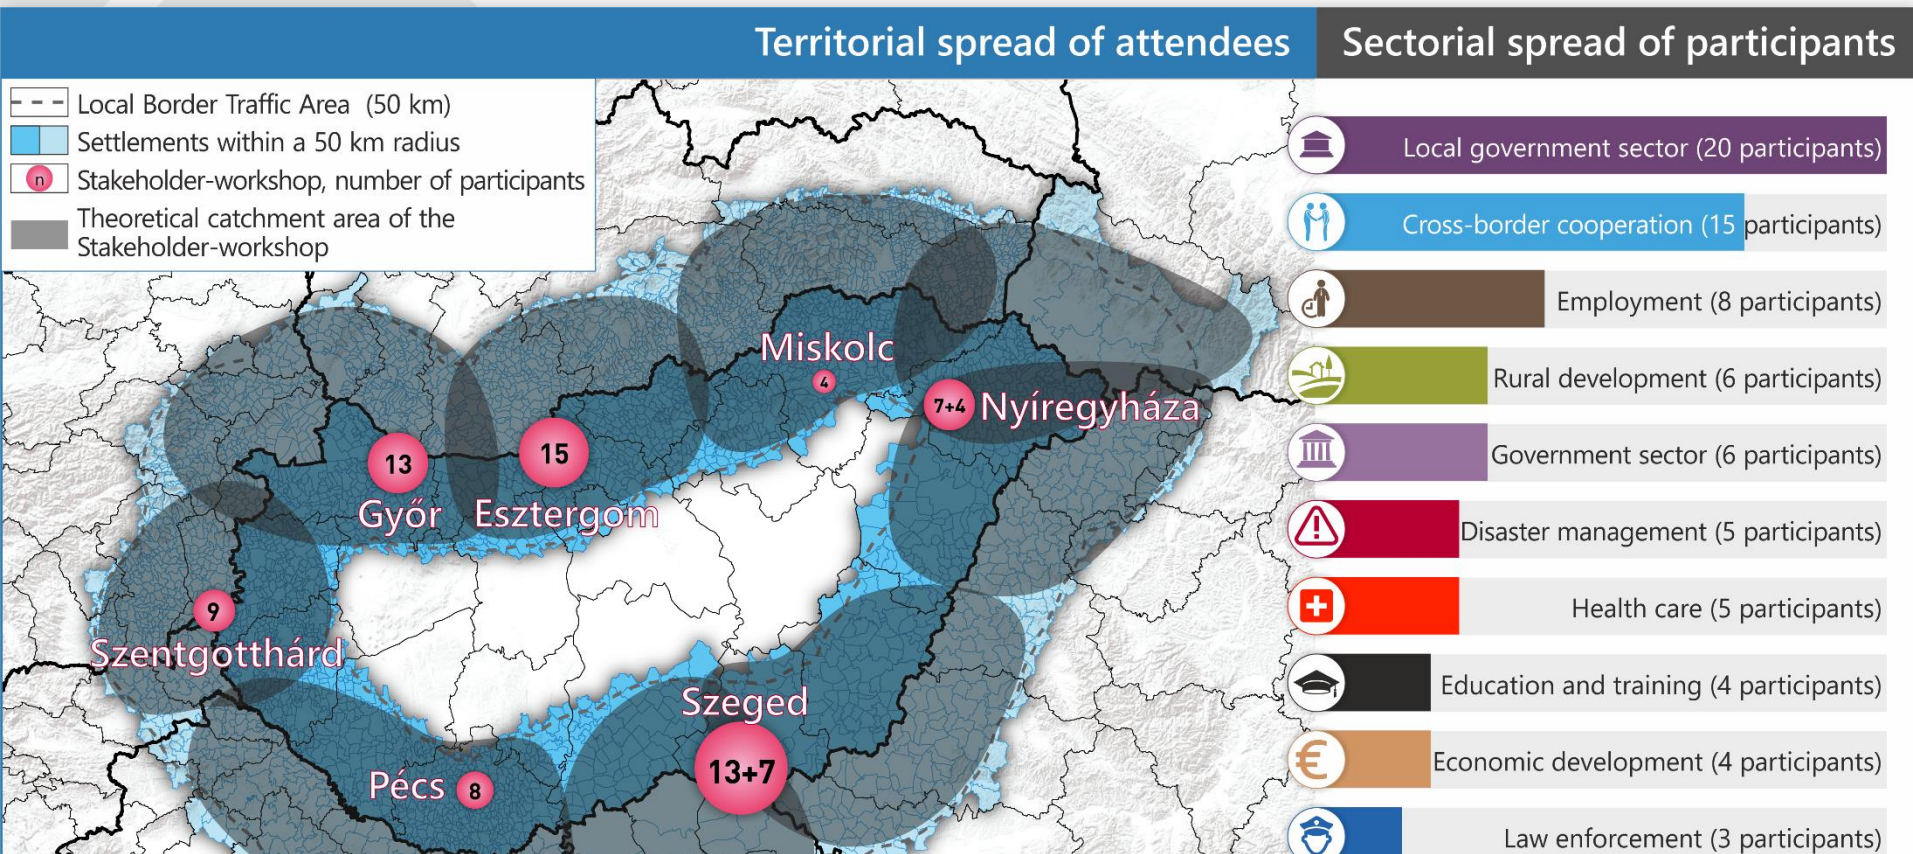 Territorial spread of attendees
Sectorial spread of participants
Local Border Traffic Area (50 km)
Settlements within a 50 km radius
n
Stakeholder-workshop, number of participants
Theoretical catchment area of the
Stakeholder-workshop
Miskolc
4
7+4
Nyíregyháza
13
Győr
15
Esztergom
9
Szentgotthárd
Szeged
13+7
Pécs
8
Local government sector (20 participants)
Cross-border cooperation (15 participants)
Employment (8 participants)
Rural development (6 participants)
Government sector (6 participants)
Disaster management (5 participants)
Health care (5 participants)
Education and training (4 participants)
€
Economic development (4 participants)
Law enforcement (3 participants)